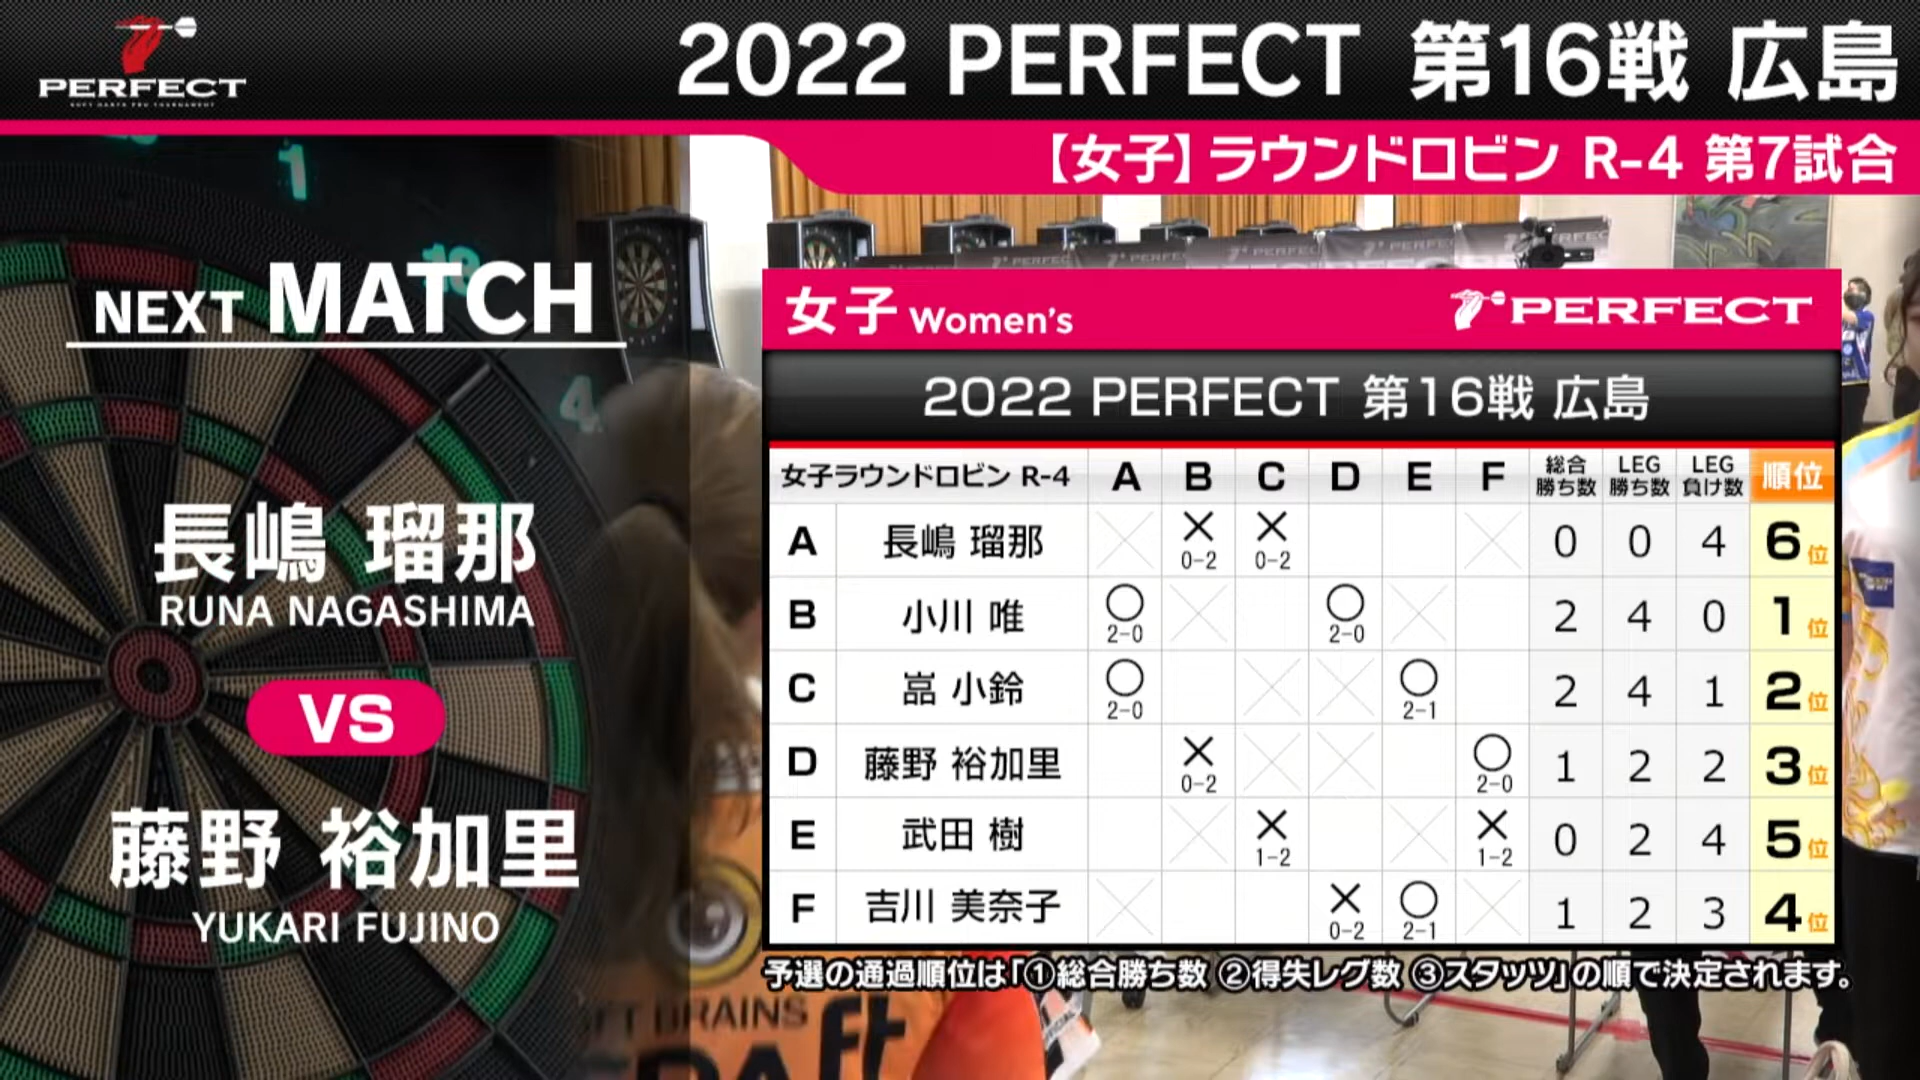 PERFECT
SOFT DARTS PRO TOURNAMENT
2022 PERFECT 第16戦 広島
【女子】ラウンドロビン R-4 第7試合
NEXT MATCH
長嶋 瑠那
RUNA NAGASHIMA
VS
藤野 裕加里
YUKARI FUJINO
女子 Women's PERFECT
2022 PERFECT 第16戦 広島
女子ラウンドロビン R-4 A B C D E F 総合勝ち数 LEG勝ち数 LEG負け数 順位
A 長嶋 瑠那 × 0-2 × 0-2 0 0 4 6位
B 小川 唯 ○ 2-0 ○ 2-0 2 4 0 1位
C 嵓 小鈴 ○ 2-0 ○ 2-1 2 4 1 2位
D 藤野 裕加里 × 0-2 ○ 2-0 1 2 2 3位
E 武田 樹 × 1-2 × 1-2 0 2 4 5位
F 吉川 美奈子 × 0-2 ○ 2-1 1 2 3 4位
予選の通過順位は「①総合勝ち数 ②得失レグ数 ③スタッツ」の順で決定されます。
1
4
BRAINS